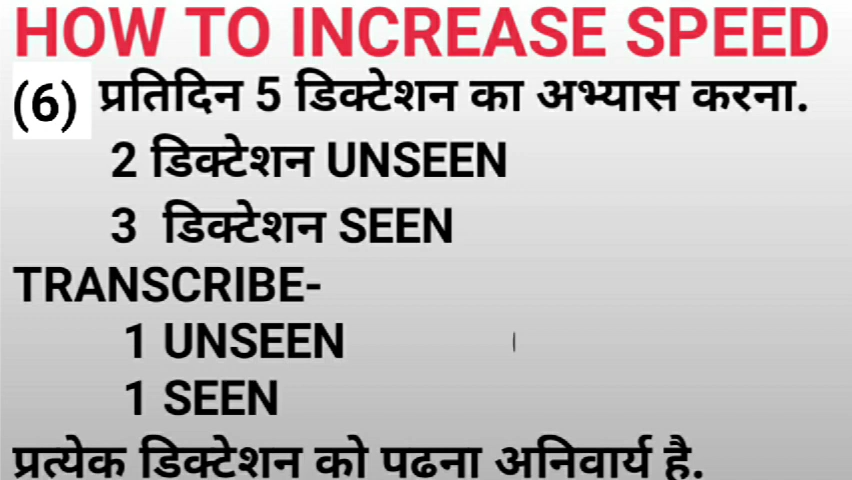 HOW TO INCREASE SPEED
(6) प्रतिदिन 5 डिक्टेशन का अभ्यास करना.
2 डिक्टेशन UNSEEN
3 डिक्टेशन SEEN
TRANSCRIBE-
1 UNSEEN
1 SEEN
प्रत्येक डिक्टेशन को पढना अनिवार्य है.